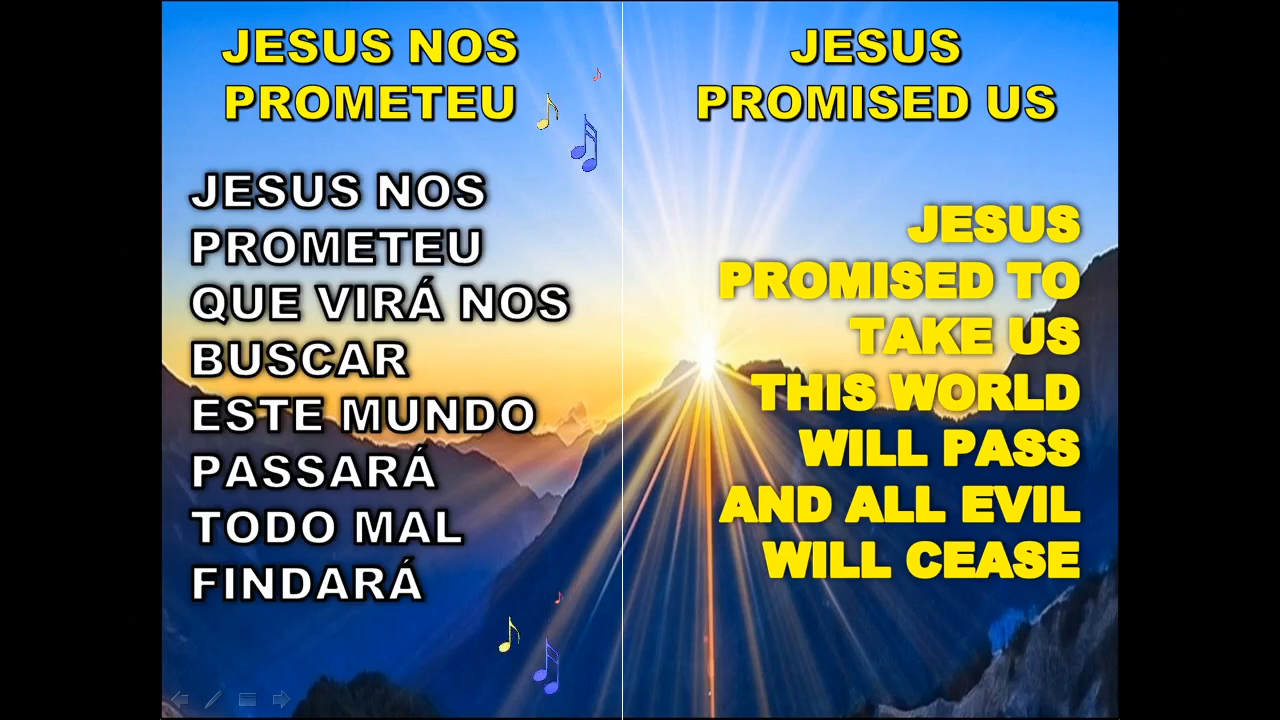 JESUS NOS
PROMETEU
JESUS NOS
PROMETEU
QUE VIRÁ NOS
BUSCAR
ESTE MUNDO
PASSARÁ
TODO MAL
FINDARÁ
JESUS
PROMISED US
JESUS
PROMISED TO
TAKE US
THIS WORLD
WILL PASS
AND ALL EVIL
WILL CEASE